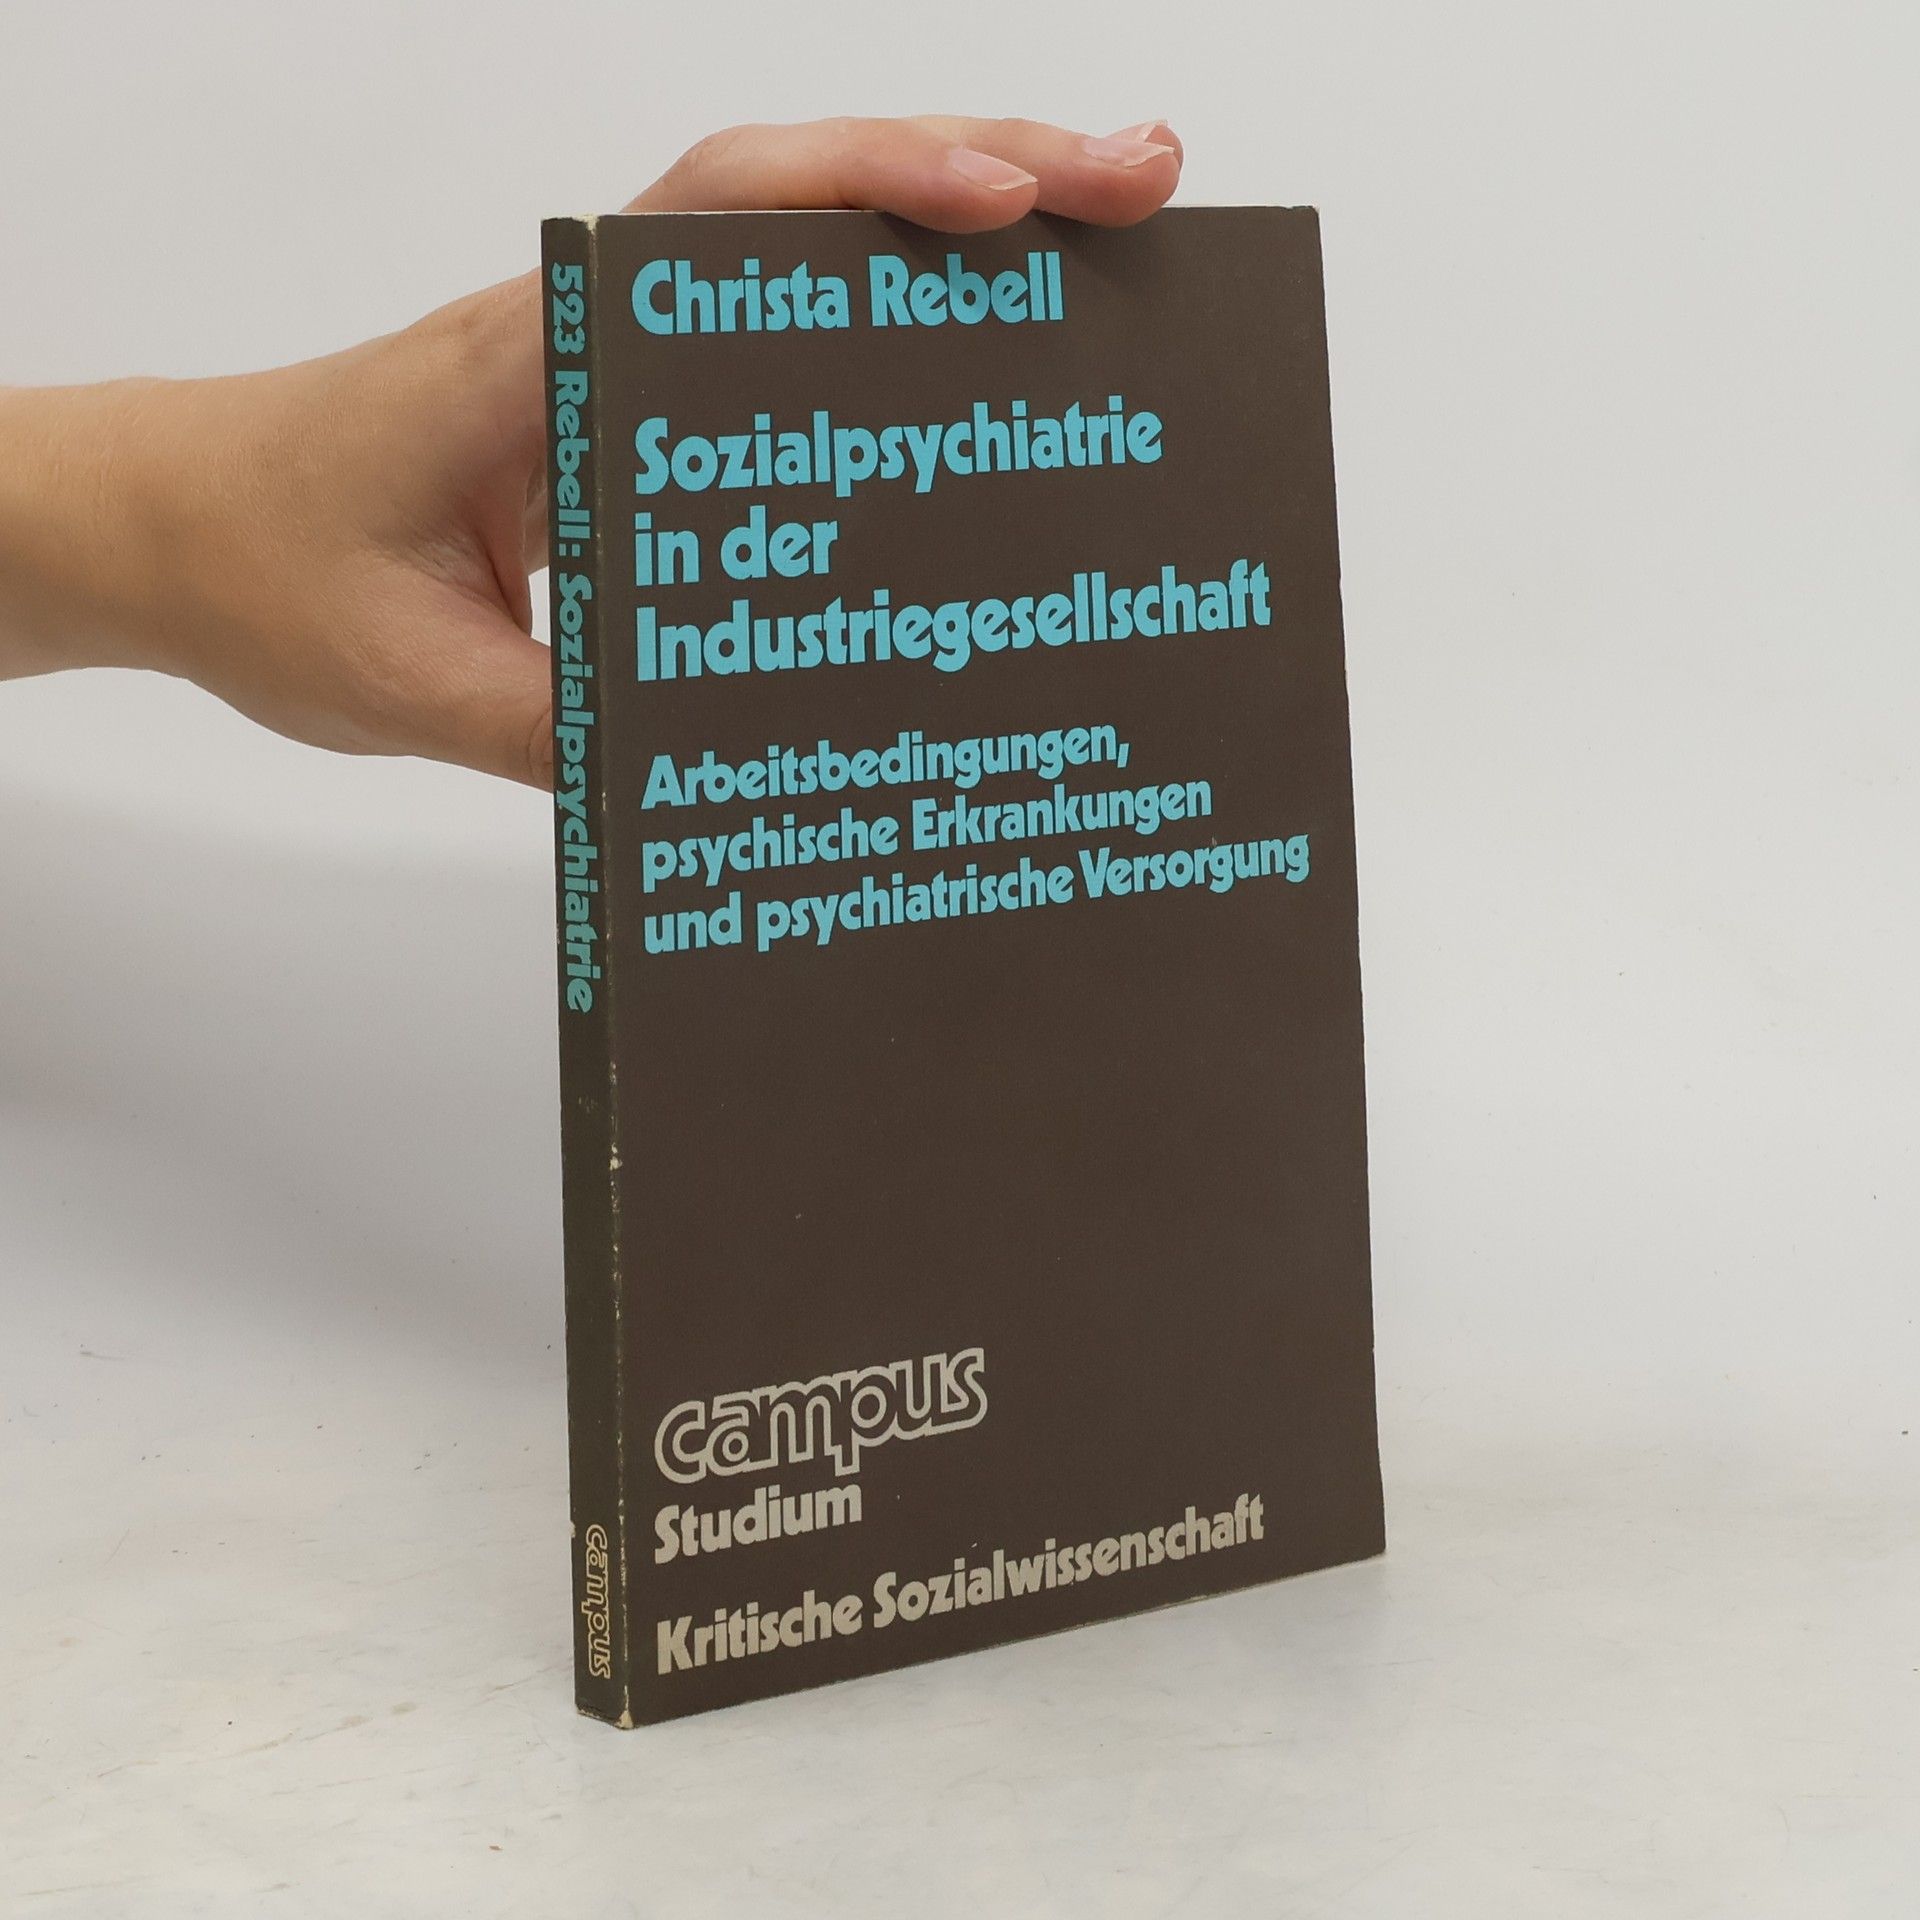 Christa Rebell
Sozialpsychiatrie
in der
Industriegesellschaft
Arbeitsbedingungen,
psychische Erkrankungen
und psychiatrische Versorgung
campus
Studium
Kritische Sozialwissenschaft
523 Rebell: Sozialpsychiatrie
campus